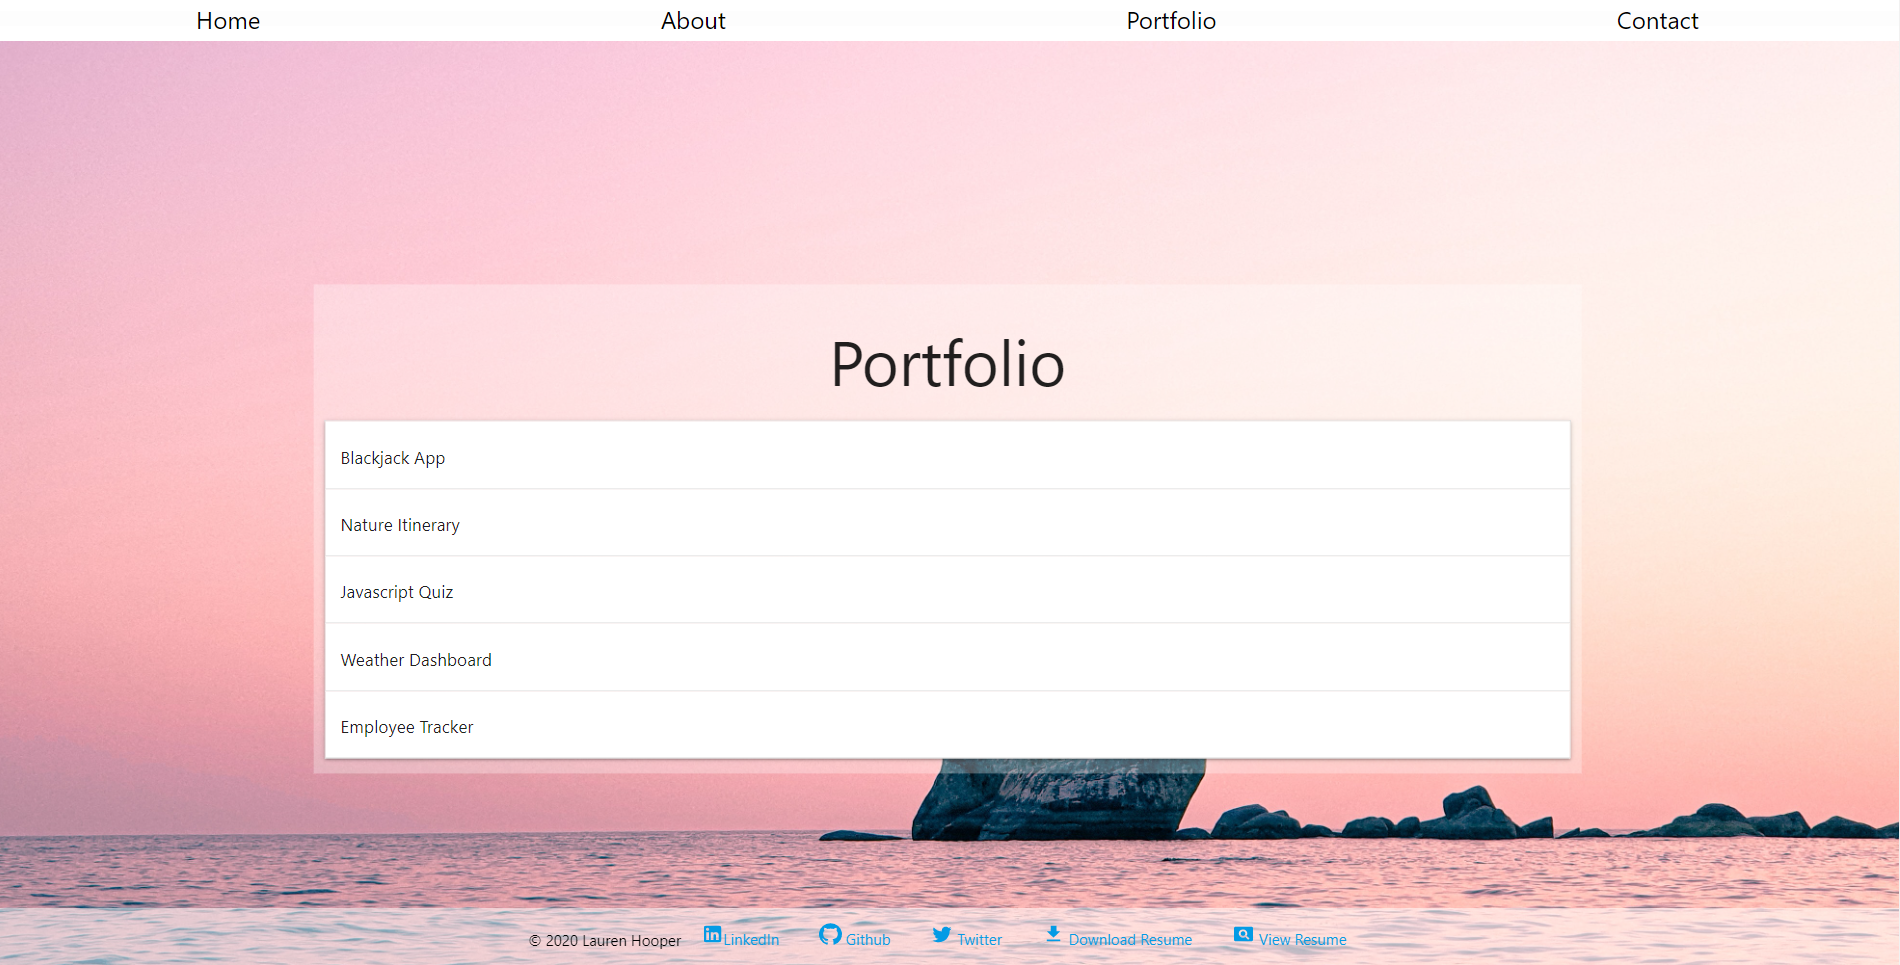 Home About Portfolio Contact
Portfolio
Blackjack App
Nature Itinerary
Javascript Quiz
Weather Dashboard
Employee Tracker
© 2020 Lauren Hooper LinkedIn Github Twitter Download Resume View Resume